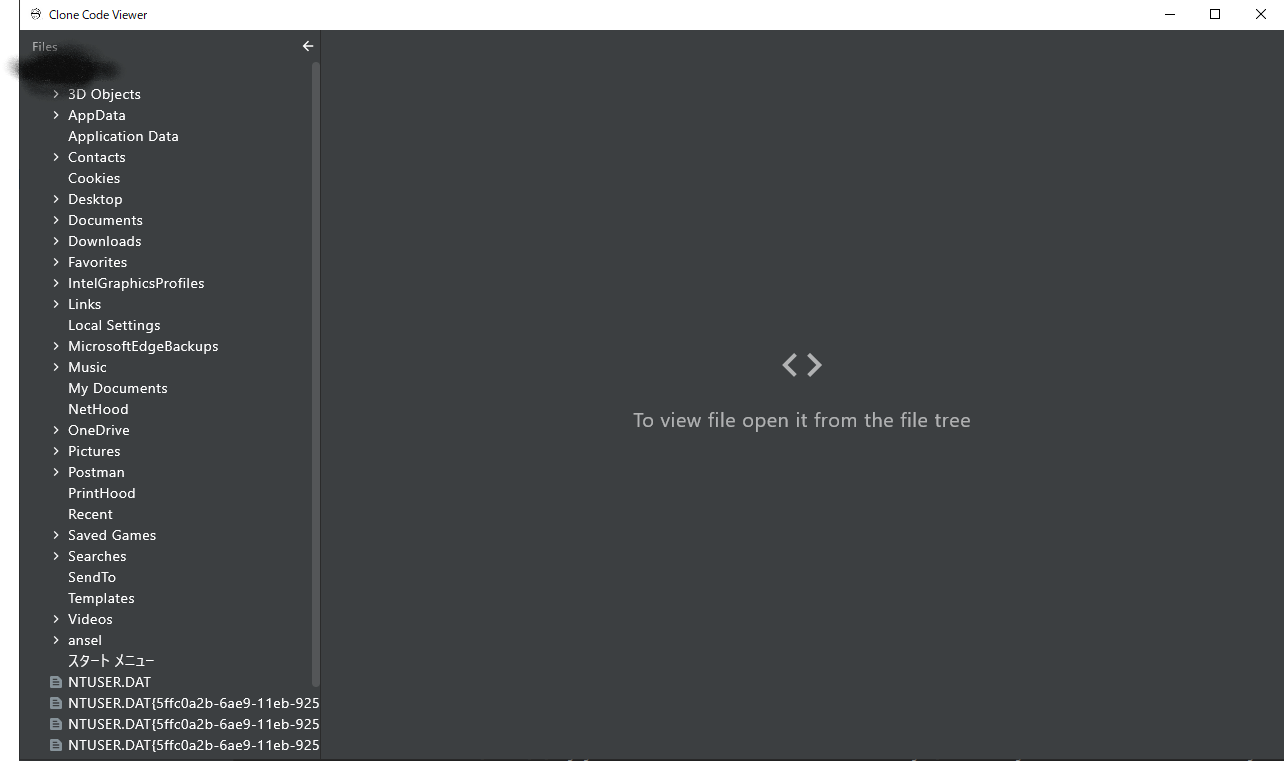 Clone Code Viewer
Files
3D Objects
AppData
Application Data
Contacts
Cookies
Desktop
Documents
Downloads
Favorites
IntelGraphicsProfiles
Links
Local Settings
MicrosoftEdgeBackups
Music
My Documents
NetHood
OneDrive
Pictures
Postman
PrintHood
Recent
Saved Games
Searches
SendTo
Templates
Videos
ansel
スタート メニュー
NTUSER.DAT
NTUSER.DAT{5ffc0a2b-6ae9-11eb-925
NTUSER.DAT{5ffc0a2b-6ae9-11eb-925
NTUSER.DAT{5ffc0a2b-6ae9-11eb-925
To view file open it from the file tree